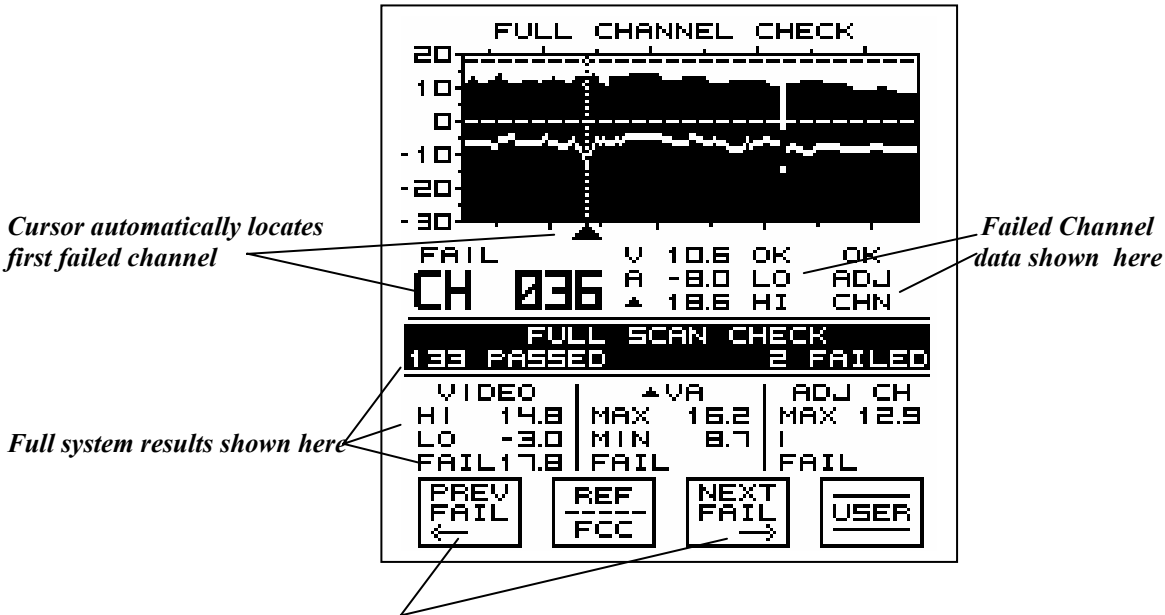 FULL CHANNEL CHECK
20
10
0
-10
-20
-30
Cursor automatically locates
first failed channel
FAIL
CH 036
V 10.6 OK OK
A -8.0 LO ADJ
▲ 18.6 HI CHN
Failed Channel
data shown here
FULL SCAN CHECK
133 PASSED 2 FAILED
Full system results shown here
VIDEO
HI 14.8
LO -3.0
FAIL17.8
▲VA
MAX 16.2
MIN 8.7
FAIL
ADJ CH
MAX 12.9
|
FAIL
PREV
FAIL
←
REF
FCC
NEXT
FAIL
→
USER